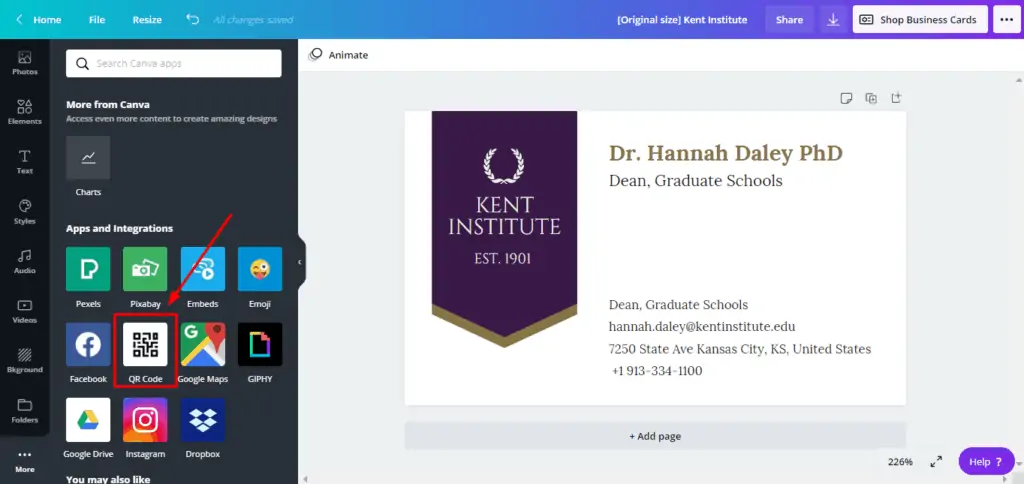 Home
File
Resize
All changes saved
[Original size] Kent Institute
Share
Shop Business Cards
Photos
Elements
Text
Styles
Audio
Videos
Bkground
Folders
More
Search Canva apps
More from Canva
Access even more content to create amazing designs
Charts
Apps and Integrations
Pexels
Pixabay
Embeds
Emoji
Facebook
QR Code
Google Maps
GIPHY
Google Drive
Instagram
Dropbox
You may also like
Animate
KENT
INSTITUTE
EST. 1901
Dr. Hannah Daley PhD
Dean, Graduate Schools
Dean, Graduate Schools
hannah.daley@kentinstitute.edu
7250 State Ave Kansas City, KS, United States
+1 913-334-1100
+ Add page
226%
Help ?